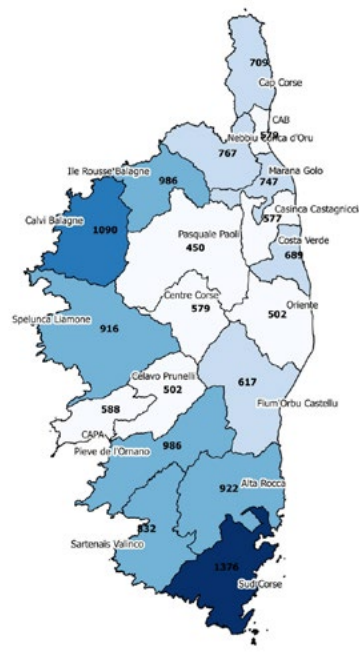 709
Cap Corse
CAB
579
Nebbiu Conca d'Oru
767
Marana Golo
747
Ile Rousse Balagne
986
Casinca Castagnicci
577
Calvi Balagne
1090
Pasquale Paoli
450
Costa Verde
689
Centre Corse
579
Oriente
502
Spelunca Liamone
916
Celavo Prunelli
502
617
Fium'Orbu Castellu
588
CAPA
986
Pieve de l'Ornano
922
Alta Rocca
Sartenais Valinco
1376
Sud Corse